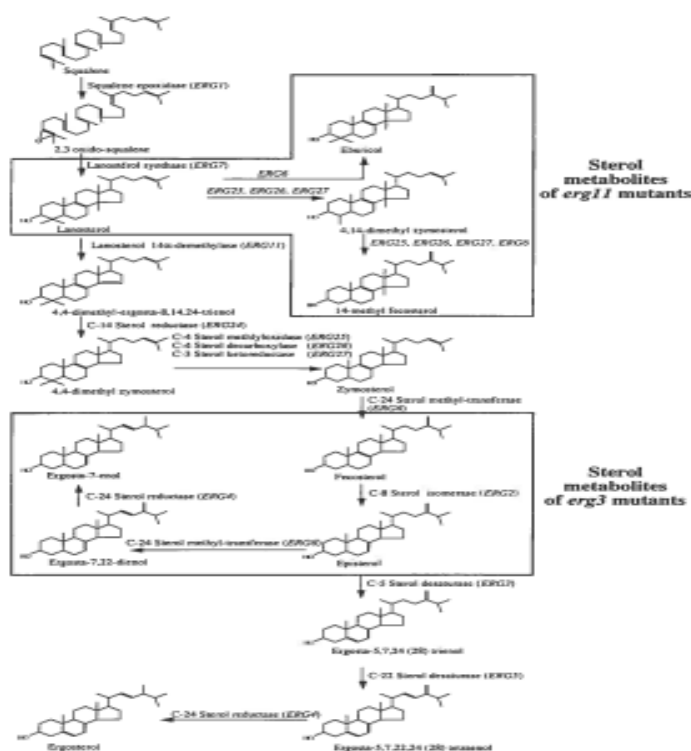 Squalene
Squalene epoxidase (ERG1)
2,3 oxido-squalene
Lanosterol synthase (ERG7)
Lanosterol
ERG6
Eburicol
ERG25, ERG26, ERG27
4,14-dimethyl zymosterol
ERG25, ERG26, ERG27, ERG6
14-methyl fecosterol
Sterol
metabolites
of erg11 mutants
Lanosterol 14α-demethylase (ERG11)
4,4-dimethyl-ergosta-8,14,24-trienol
C-14 Sterol reductase (ERG24)
C-4 Sterol methyloxidase (ERG25)
C-4 Sterol decarboxylase (ERG26)
C-3 Sterol ketoreductase (ERG27)
4,4-dimethyl zymosterol
Zymosterol
C-24 Sterol methyl-transferase
(ERG6)
Ergosta-7-enol
Fecosterol
C-24 Sterol reductase (ERG4)
C-8 Sterol isomerase (ERG2)
C-24 Sterol methyl-transferase (ERG6)
Ergosta-7,22-dienol
Episterol
Sterol
metabolites
of erg3 mutants
C-5 Sterol desaturase (ERG3)
Ergosta-5,7,24 (28)-trienol
C-22 Sterol desaturase (ERG5)
C-24 Sterol reductase (ERG4)
Ergosterol
Ergosta-5,7,22,24 (28)-tetraenol